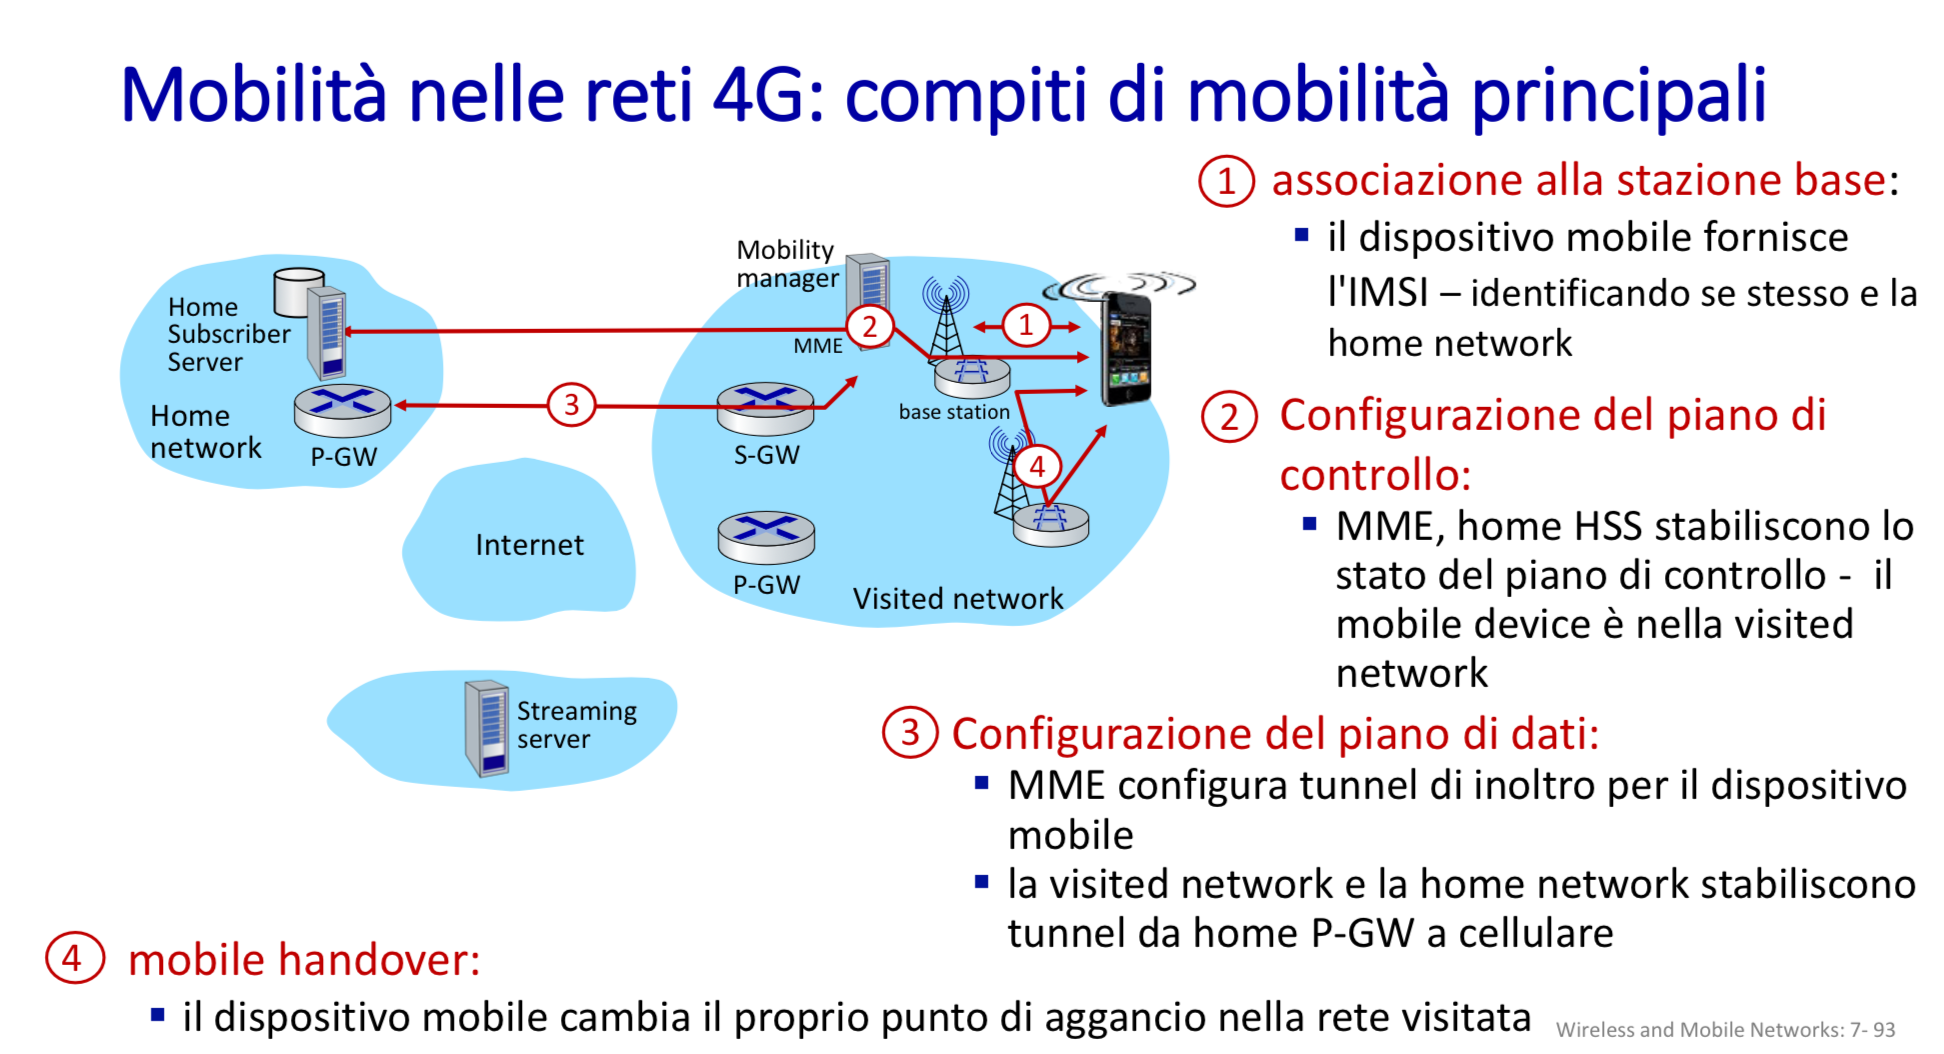 Mobilità nelle reti 4G: compiti di mobilità principali
1 associazione alla stazione base:
▪ il dispositivo mobile fornisce
l'IMSI – identificando se stesso e la
home network
2 Configurazione del piano di
controllo:
▪ MME, home HSS stabiliscono lo
stato del piano di controllo - il
mobile device è nella visited
network
3 Configurazione del piano di dati:
▪ MME configura tunnel di inoltro per il dispositivo
mobile
▪ la visited network e la home network stabiliscono
tunnel da home P-GW a cellulare
4 mobile handover:
▪ il dispositivo mobile cambia il proprio punto di aggancio nella rete visitata
Home
Subscriber
Server
Home
network
P-GW
Mobility
manager
MME
2
1
base station
3
S-GW
4
P-GW
Visited network
Internet
Streaming
server
Wireless and Mobile Networks: 7- 93